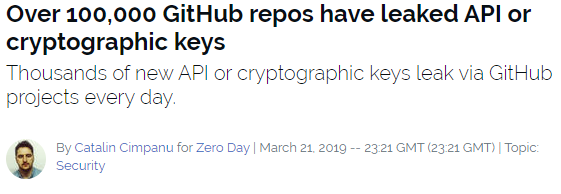 Over 100,000 GitHub repos have leaked API or
cryptographic keys
Thousands of new API or cryptographic keys leak via GitHub
projects every day.
By Catalin Cimpanu for Zero Day | March 21, 2019 -- 23:21 GMT (23:21 GMT) | Topic:
Security